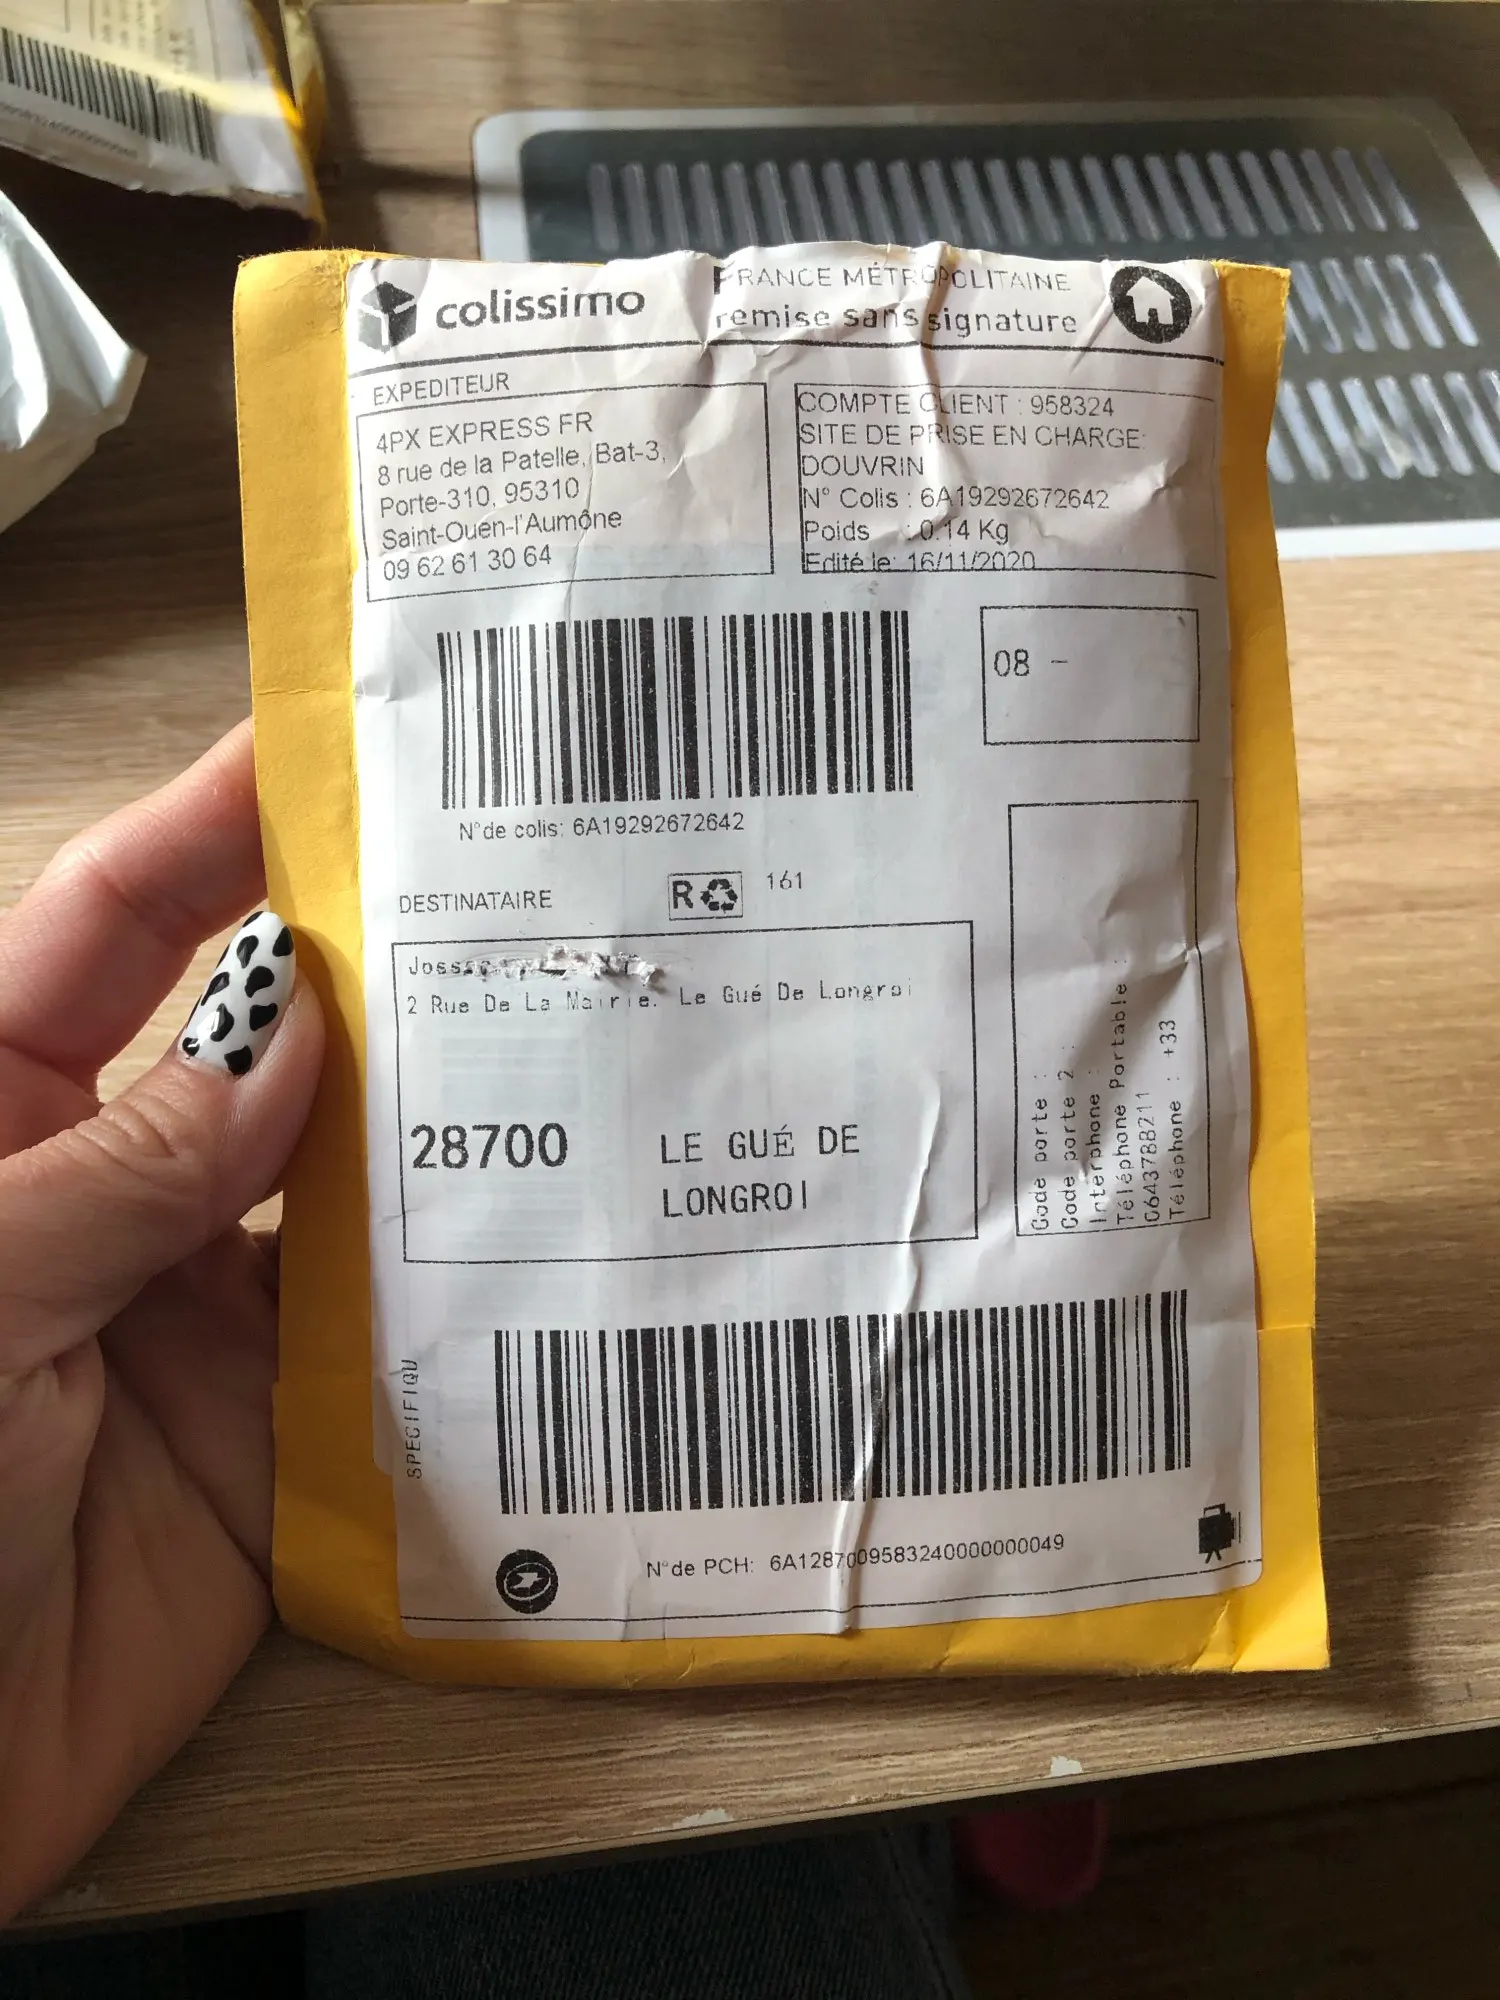 colissimo
FRANCE MÉTROPOLITAINE
remise sans signature
EXPEDITEUR
4PX EXPRESS FR
8 rue de la Patelle, Bat-3,
Porte-310, 95310
Saint-Ouen-l'Aumône
09 62 61 30 64
COMPTE CLIENT : 958324
SITE DE PRISE EN CHARGE:
DOUVRIN
N° Colis : 6A19292672642
Poids : 0.14 Kg
Edité le: 16/11/2020
08 -
N°de colis: 6A19292672642
DESTINATAIRE
R 161
2 Rue De La Mairie. Le Gué De Longroi
28700 LE GUÉ DE
LONGROI
Code porte :
Code porte 2 :
Interphone :
Téléphone Portable :
0643788211
Téléphone : +33
SPECIFIQU
N°de PCH: 6A1287009583240000000049